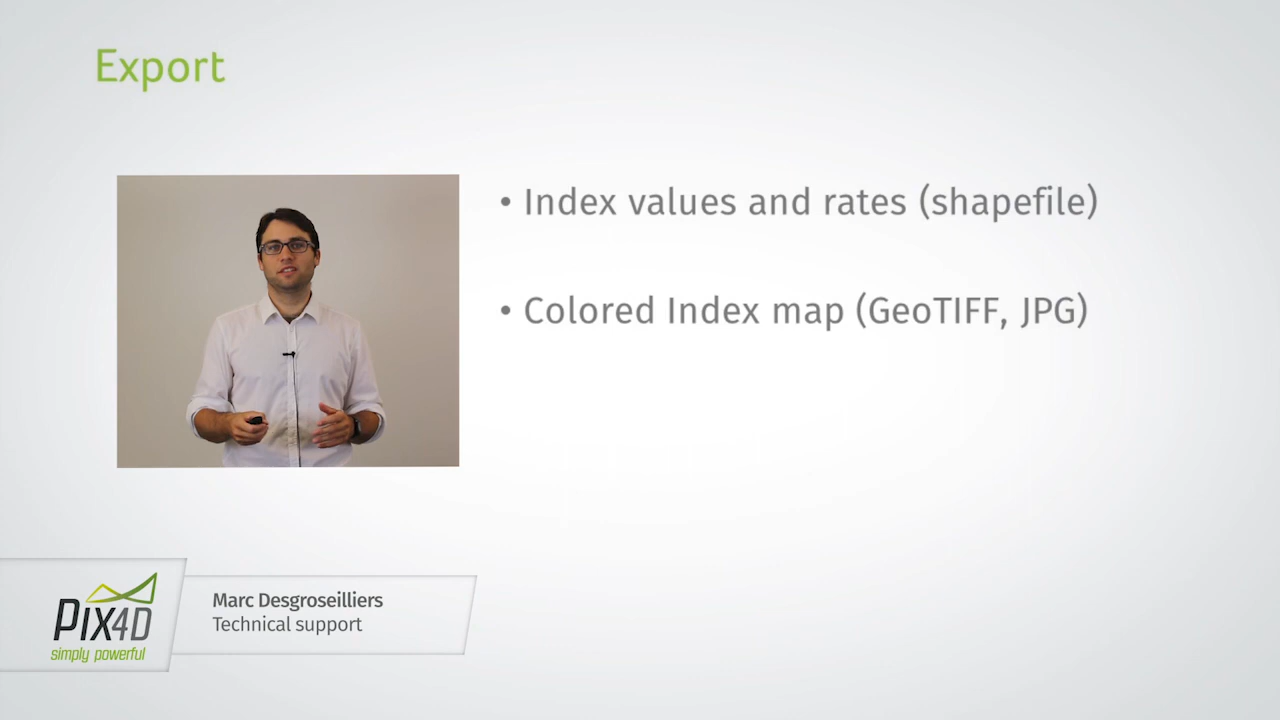 Export
• Index values and rates (shapefile)
• Colored Index map (GeoTIFF, JPG)
Marc Desgroseilliers
Technical support
PIX4D
simply powerful